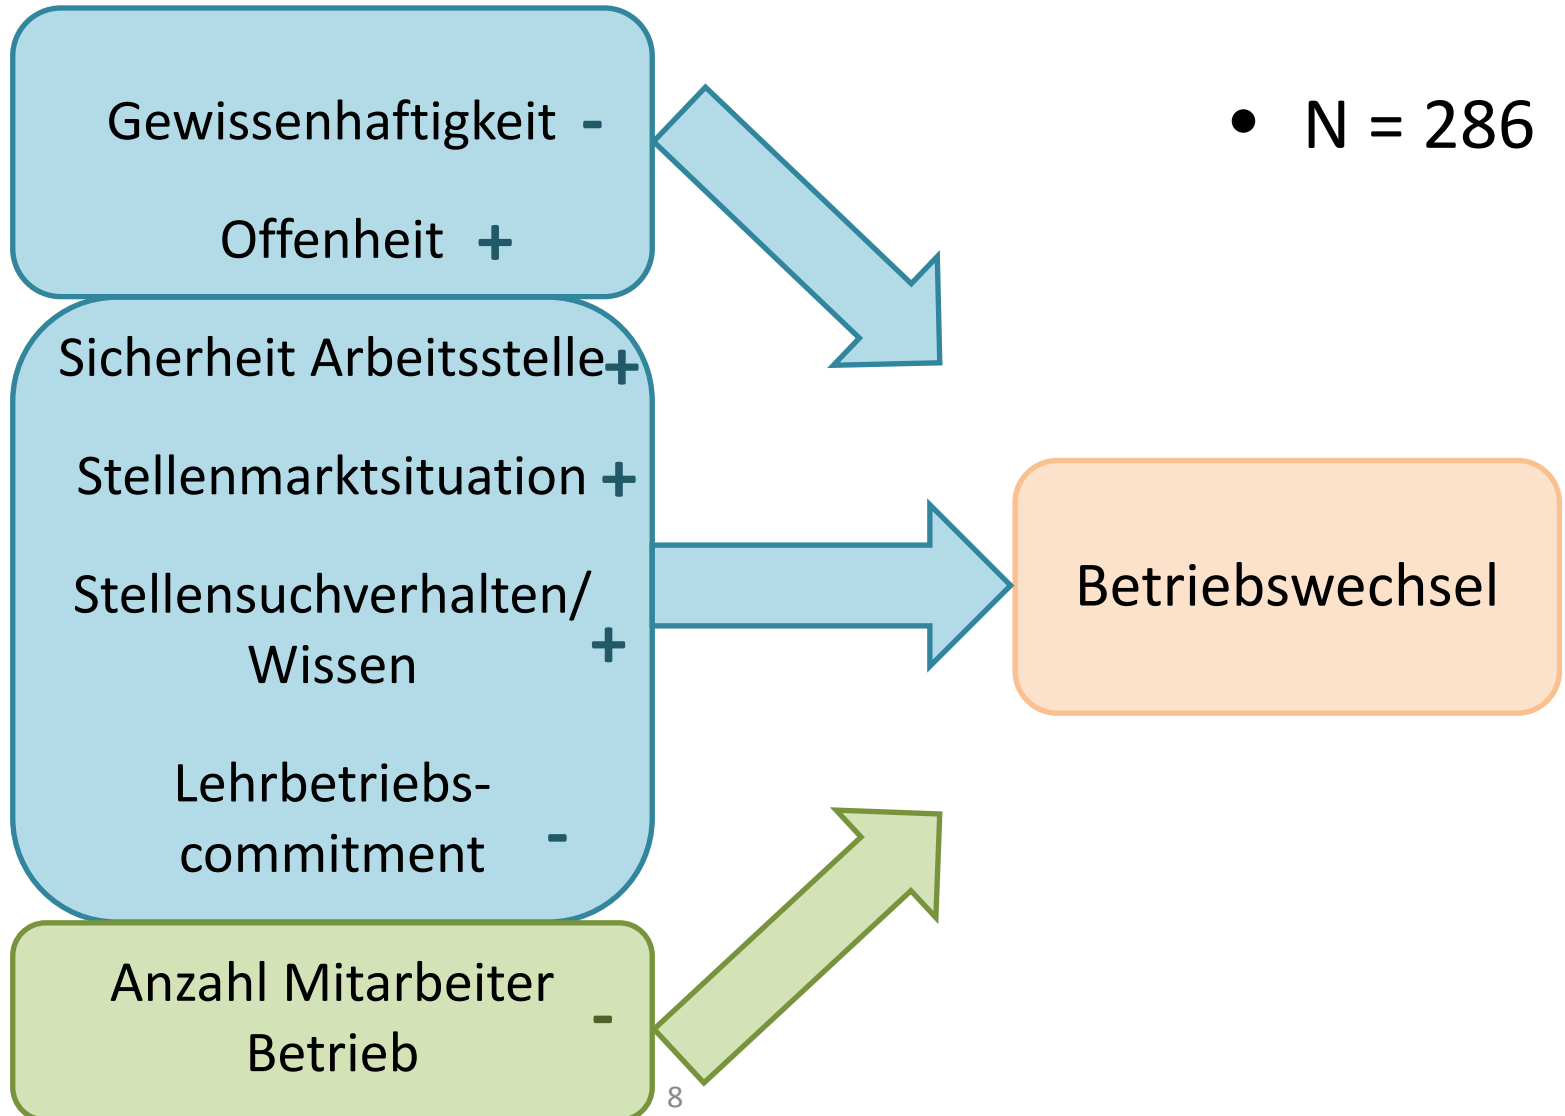 Gewissenhaftigkeit -
Offenheit +
Sicherheit Arbeitsstelle +
Stellenmarktsituation +
Stellensuchverhalten/
Wissen +
Lehrbetriebs-
commitment -
Anzahl Mitarbeiter
Betrieb -
• N = 286
Betriebswechsel
8